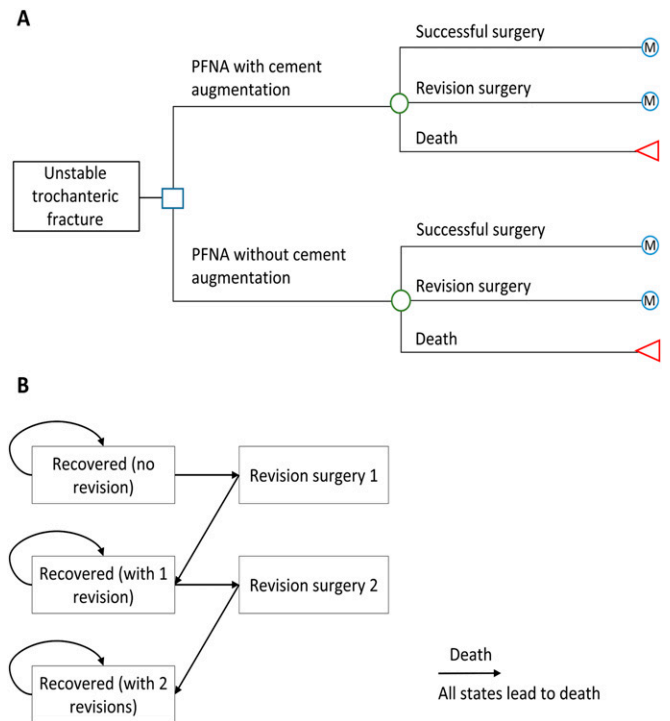 A
Successful surgery
M
PFNA with cement
augmentation
Revision surgery
M
Death
Unstable
trochanteric
fracture
Successful surgery
M
PFNA without cement
augmentation
Revision surgery
M
Death
B
Recovered (no
revision)
Revision surgery 1
Recovered (with 1
revision)
Revision surgery 2
Recovered (with 2
revisions)
Death
All states lead to death